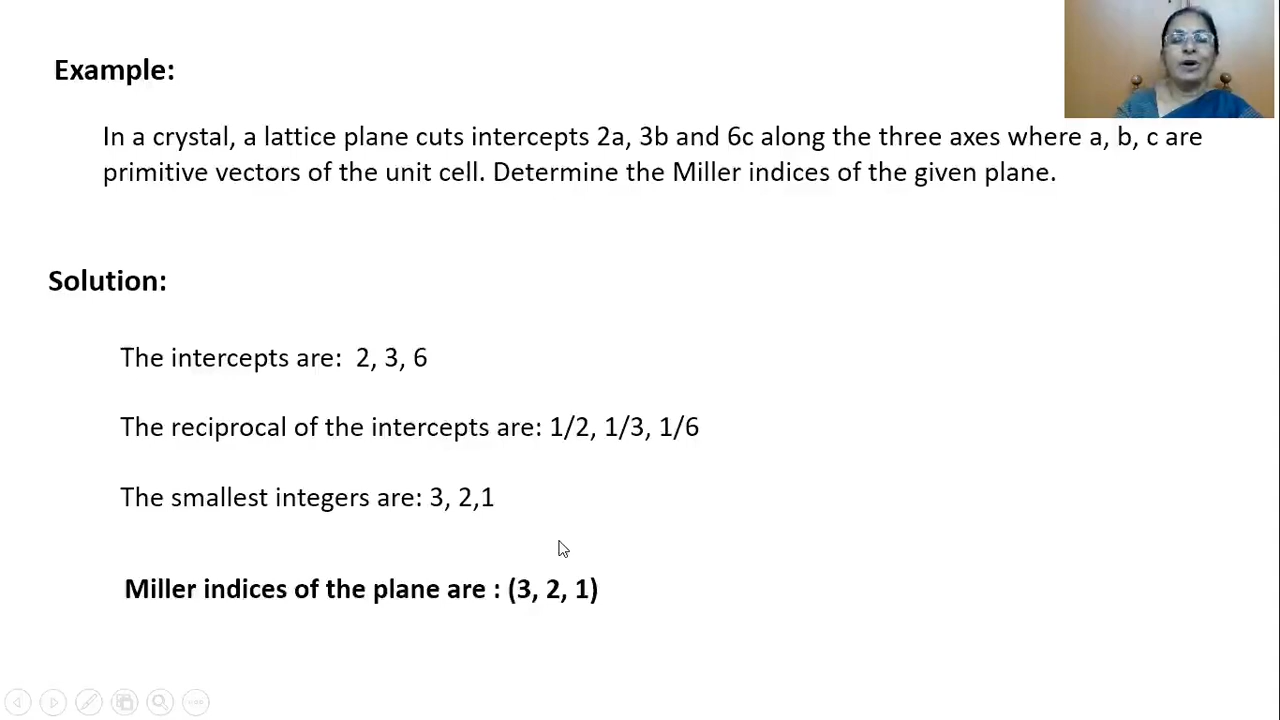 Example:
In a crystal, a lattice plane cuts intercepts 2a, 3b and 6c along the three axes where a, b, c are
primitive vectors of the unit cell. Determine the Miller indices of the given plane.
Solution:
The intercepts are:  2, 3, 6
The reciprocal of the intercepts are: 1/2, 1/3, 1/6
The smallest integers are: 3, 2,1
Miller indices of the plane are : (3, 2, 1)